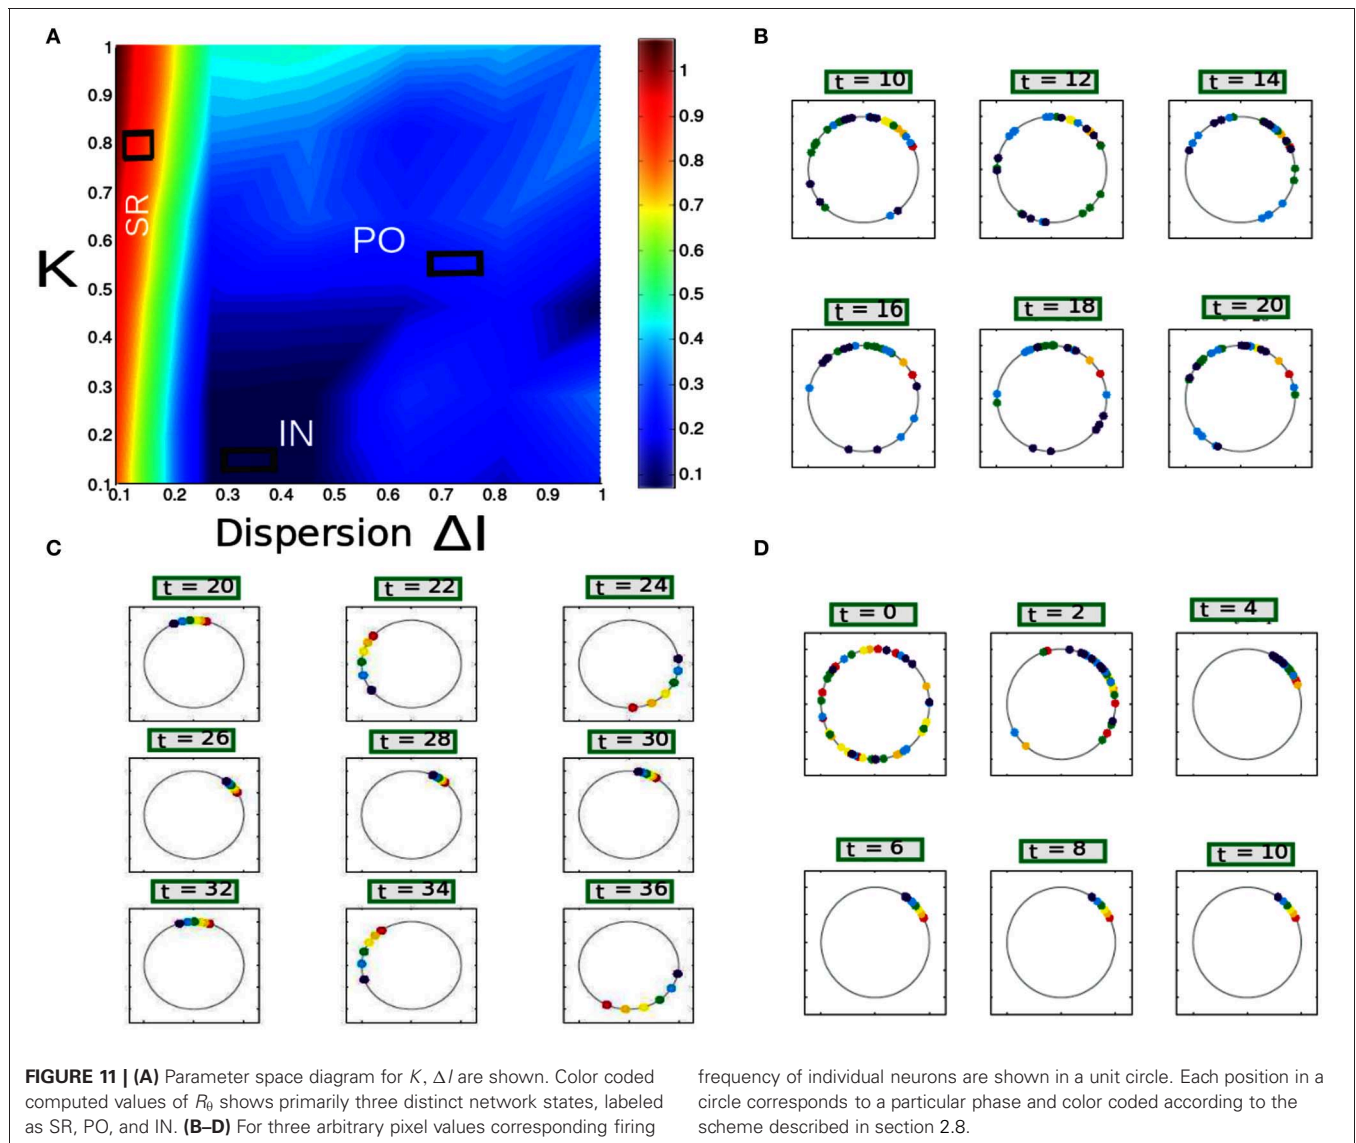 A
1
0.9
0.8
0.7
0.6
0.5
0.4
0.3
0.2
0.1
K
SR
PO
IN
0.1 0.2 0.3 0.4 0.5 0.6 0.7 0.8 0.9 1
Dispersion ΔI
1
0.9
0.8
0.7
0.6
0.5
0.4
0.3
0.2
0.1
B
t = 10 t = 12 t = 14
t = 16 t = 18 t = 20
C
t = 20 t = 22 t = 24
t = 26 t = 28 t = 30
t = 32 t = 34 t = 36
D
t = 0 t = 2 t = 4
t = 6 t = 8 t = 10
FIGURE 11 | (A) Parameter space diagram for K, ΔI are shown. Color coded
computed values of Rθ shows primarily three distinct network states, labeled
as SR, PO, and IN. (B–D) For three arbitrary pixel values corresponding firing
frequency of individual neurons are shown in a unit circle. Each position in a
circle corresponds to a particular phase and color coded according to the
scheme described in section 2.8.